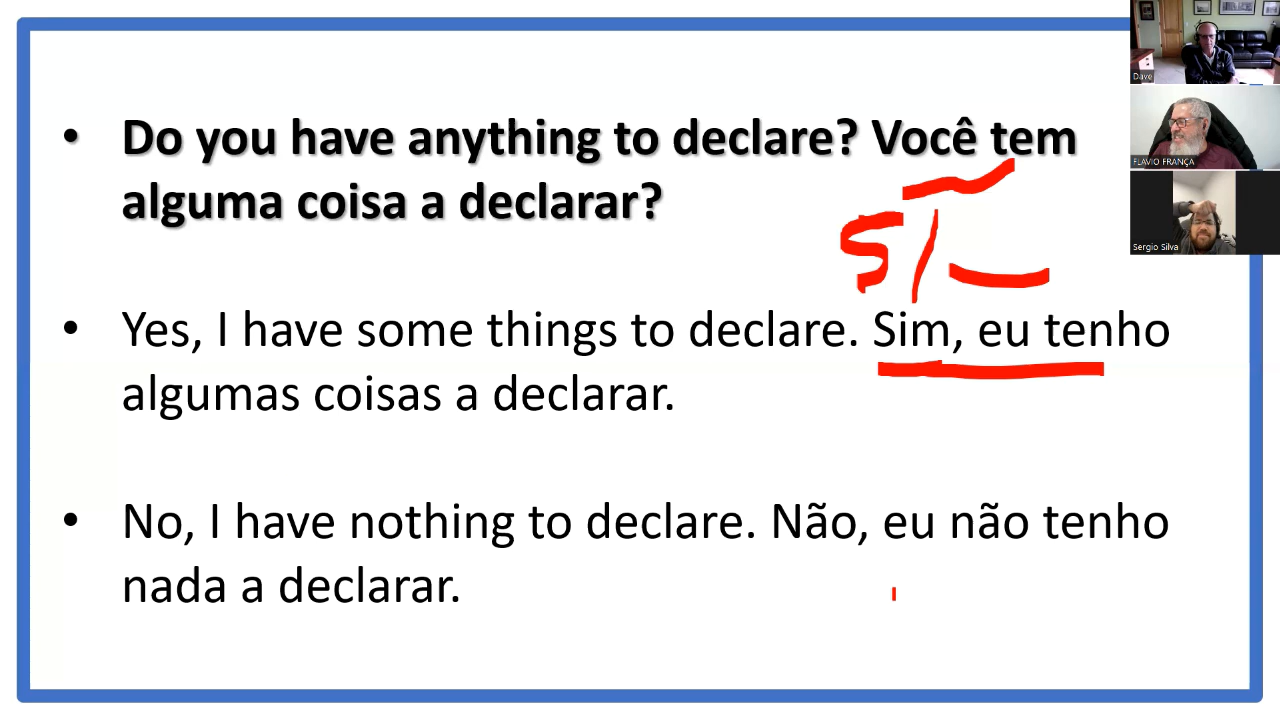 Dave
FLAVIO FRANÇA
Sergio Silva
• Do you have anything to declare? Você tem
alguma coisa a declarar?
• Yes, I have some things to declare. Sim, eu tenho
algumas coisas a declarar.
• No, I have nothing to declare. Não, eu não tenho
nada a declarar.